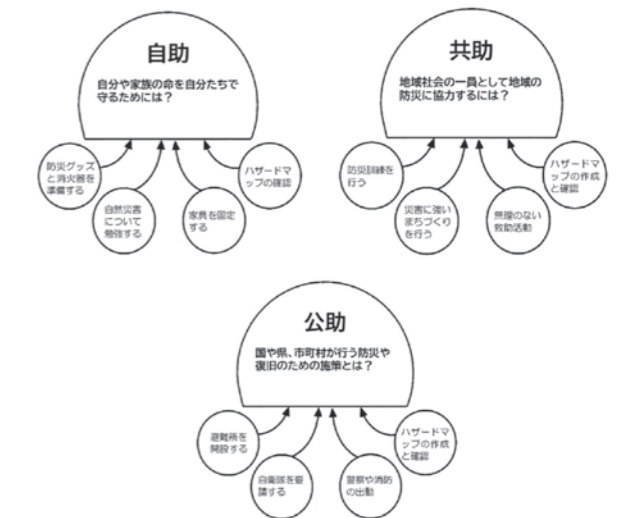 自助
自分や家族の命を自分たちで
守るためには？
防災グッズ
と消火器を
準備する
自然災害
について
勉強する
家具を固定
する
ハザードマ
ップの確認
共助
地域社会の一員として地域の
防災に協力するには？
防災訓練を
行う
災害に強い
まちづくり
を行う
無理のない
救助活動
ハザードマ
ップの作成
と確認
公助
国や県、市町村が行う防災や
復旧のための施策とは？
避難所を
開設する
自衛隊を要
請する
警察や消防
の出動
ハザードマ
ップの作成
と確認